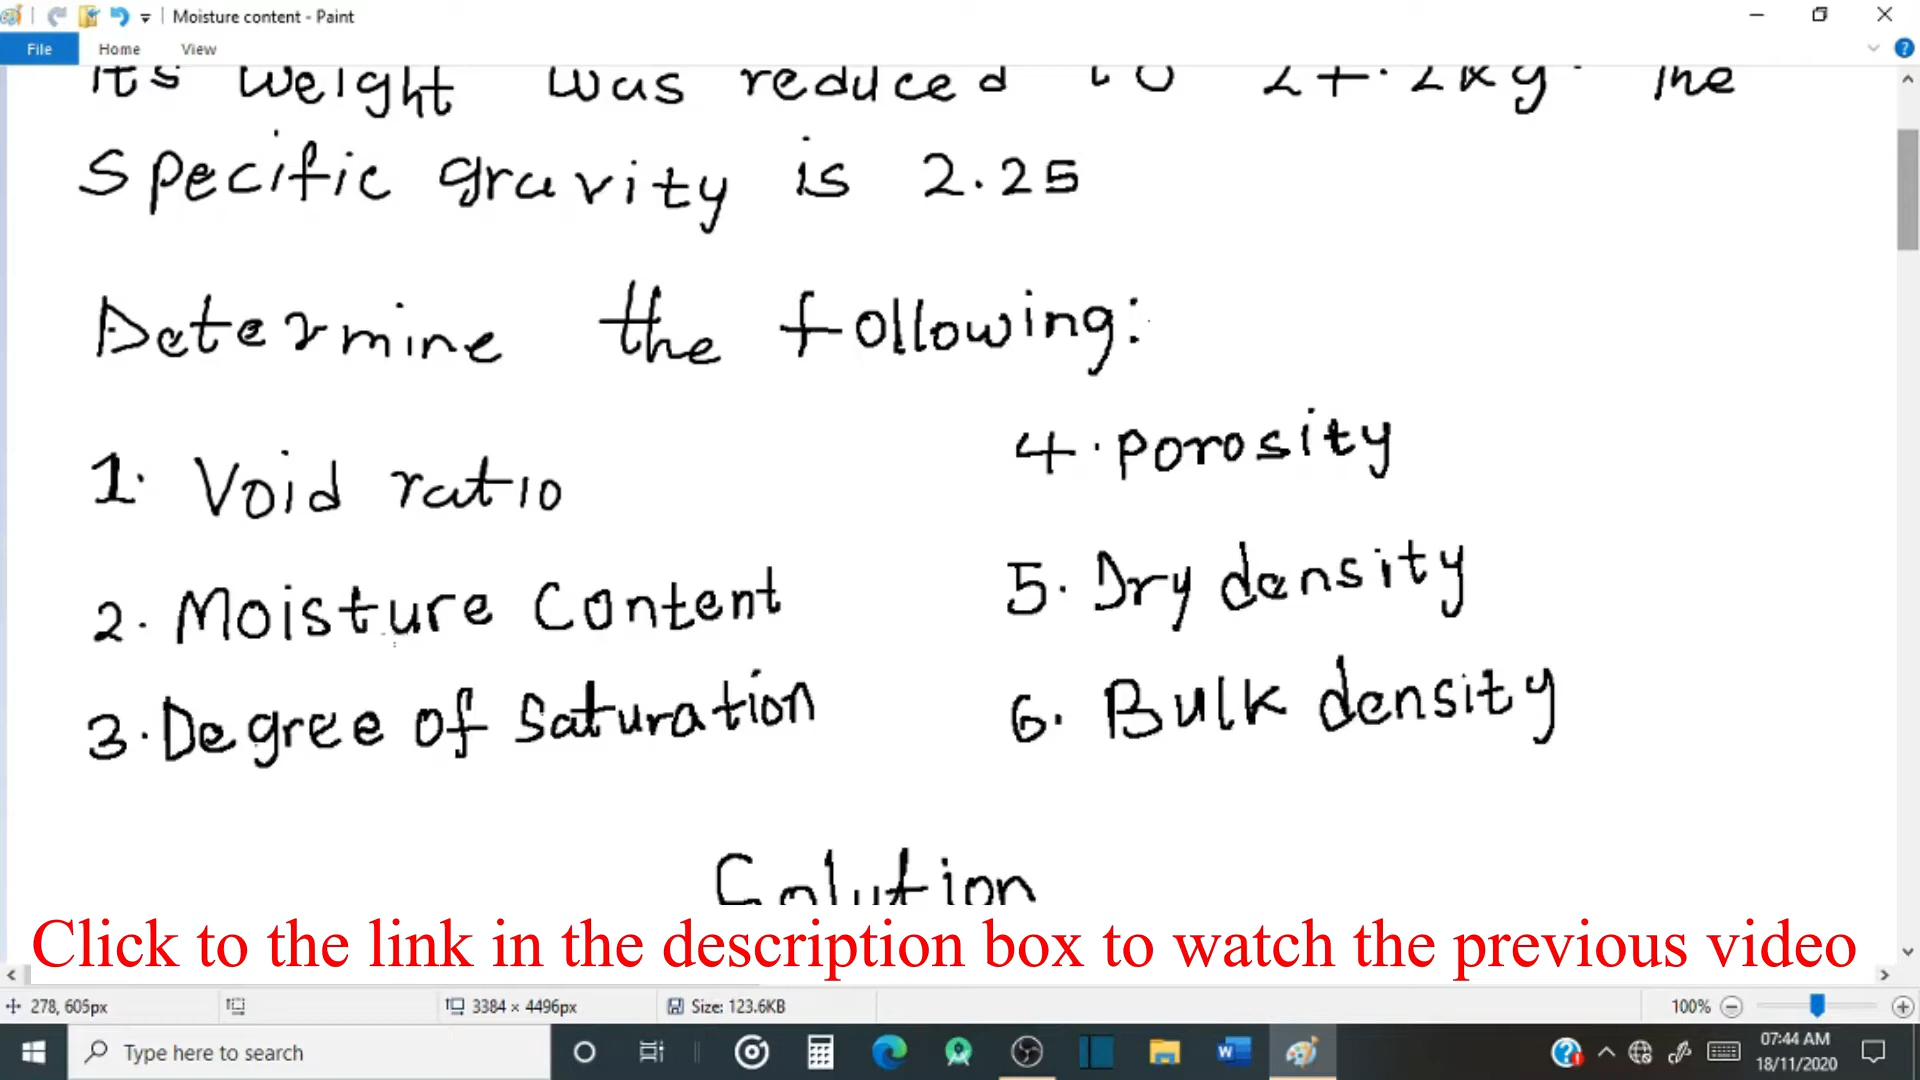 Moisture content - Paint
File Home View
its weight was reduced to 24.2kg. The
Specific gravity is 2.25
Determine the following:
1. Void ratio
2. Moisture Content
3. Degree of Saturation
4. porosity
5. Dry density
6. Bulk density
Solution
Click to the link in the description box to watch the previous video
278, 605px 3384 × 4496px Size: 123.6KB 100%
Type here to search
07:44 AM
18/11/2020